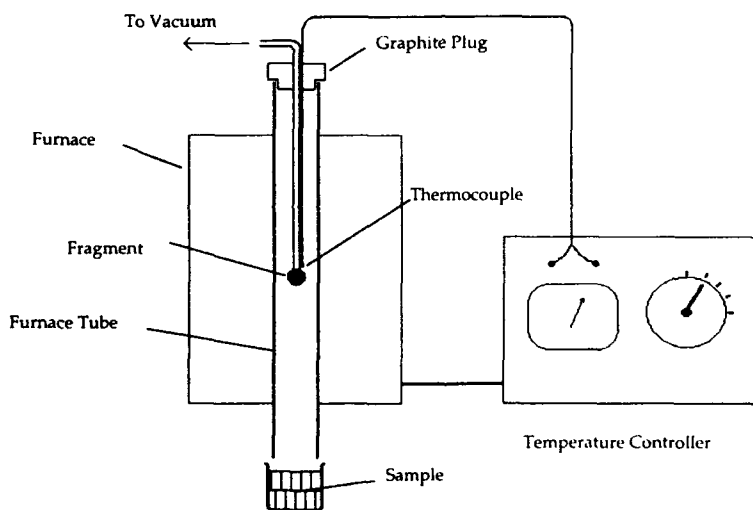 To Vacuum
Graphite Plug
Furnace
Thermocouple
Fragment
Furnace Tube
Temperature Controller
Sample